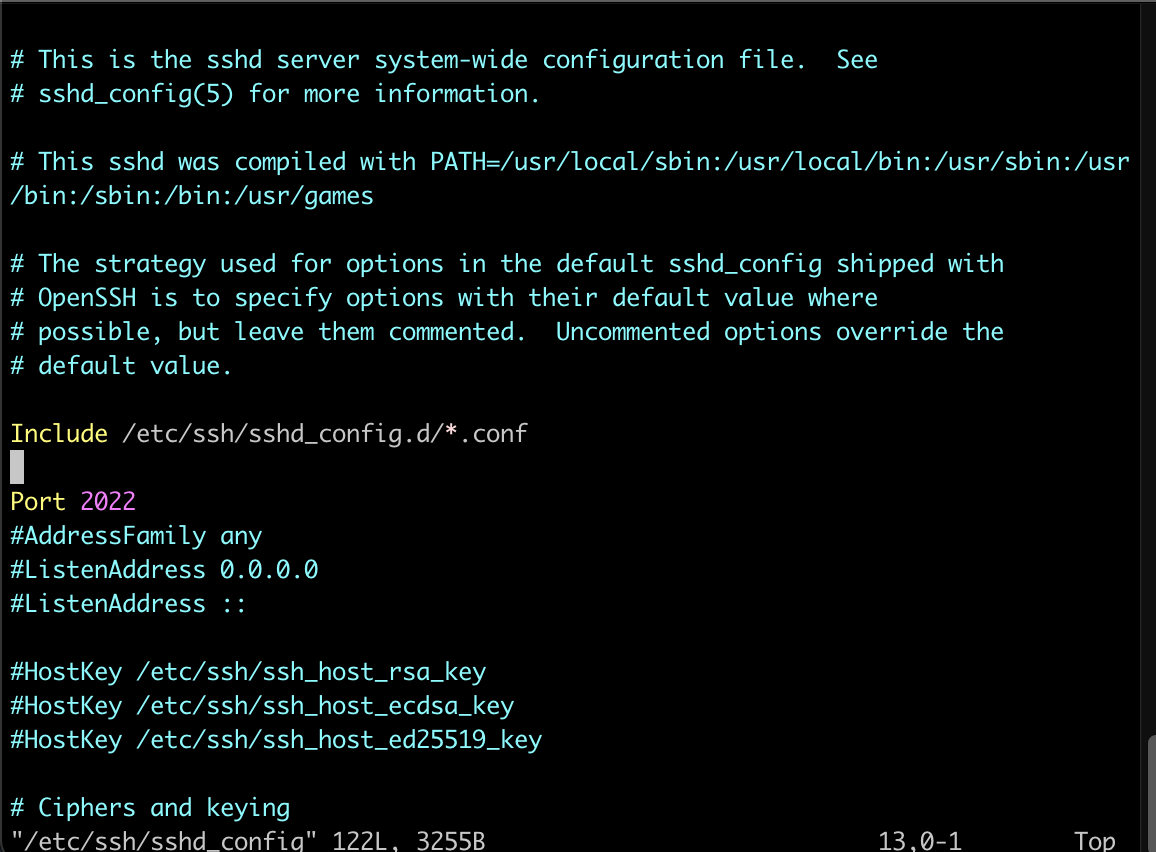 # This is the sshd server system-wide configuration file.  See
# sshd_config(5) for more information.

# This sshd was compiled with PATH=/usr/local/sbin:/usr/local/bin:/usr/sbin:/usr
/bin:/sbin:/bin:/usr/games

# The strategy used for options in the default sshd_config shipped with
# OpenSSH is to specify options with their default value where
# possible, but leave them commented.  Uncommented options override the
# default value.

Include /etc/ssh/sshd_config.d/*.conf

Port 2022
#AddressFamily any
#ListenAddress 0.0.0.0
#ListenAddress ::

#HostKey /etc/ssh/ssh_host_rsa_key
#HostKey /etc/ssh/ssh_host_ecdsa_key
#HostKey /etc/ssh/ssh_host_ed25519_key

# Ciphers and keying
"/etc/ssh/sshd_config" 122L, 3255B 13,0-1 Top